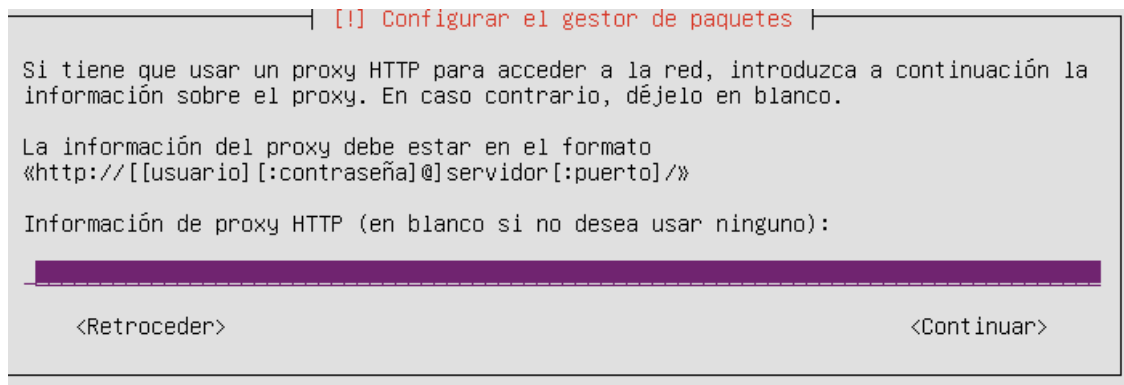 [!] Configurar el gestor de paquetes
Si tiene que usar un proxy HTTP para acceder a la red, introduzca a continuación la
información sobre el proxy. En caso contrario, déjelo en blanco.
La información del proxy debe estar en el formato
«http://[[usuario][:contraseña]@]servidor[:puerto]/»
Información de proxy HTTP (en blanco si no desea usar ninguno):
<Retroceder> <Continuar>